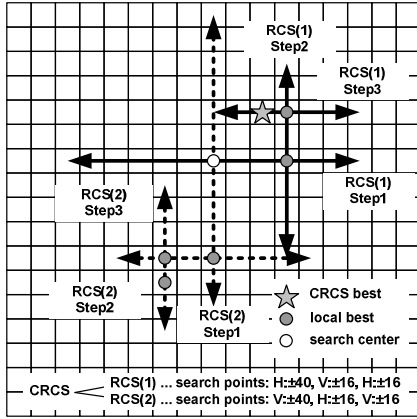 RCS(1)
Step2
RCS(1)
Step3
RCS(2)
Step3
RCS(1)
Step1
RCS(2)
Step2
RCS(2)
Step1
CRCS best
local best
search center
CRCS
RCS(1) ... search points: H:±40, V:±16, H:±16
RCS(2) ... search points: V:±40, H:±16, V:±16